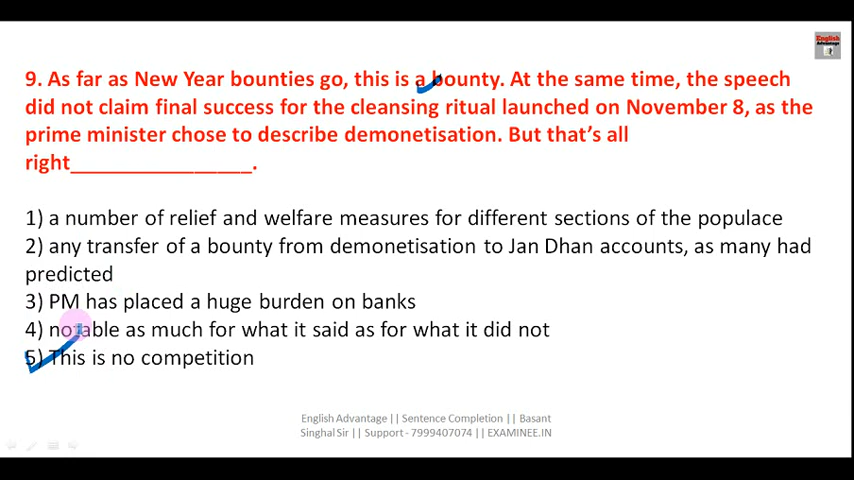 English
Advantage
9. As far as New Year bounties go, this is a bounty. At the same time, the speech
did not claim final success for the cleansing ritual launched on November 8, as the
prime minister chose to describe demonetisation. But that's all
right_________________.
1) a number of relief and welfare measures for different sections of the populace
2) any transfer of a bounty from demonetisation to Jan Dhan accounts, as many had
predicted
3) PM has placed a huge burden on banks
4) notable as much for what it said as for what it did not
5) This is no competition
English Advantage || Sentence Completion || Basant
Singhal Sir || Support - 7999407074 || EXAMINEE.IN